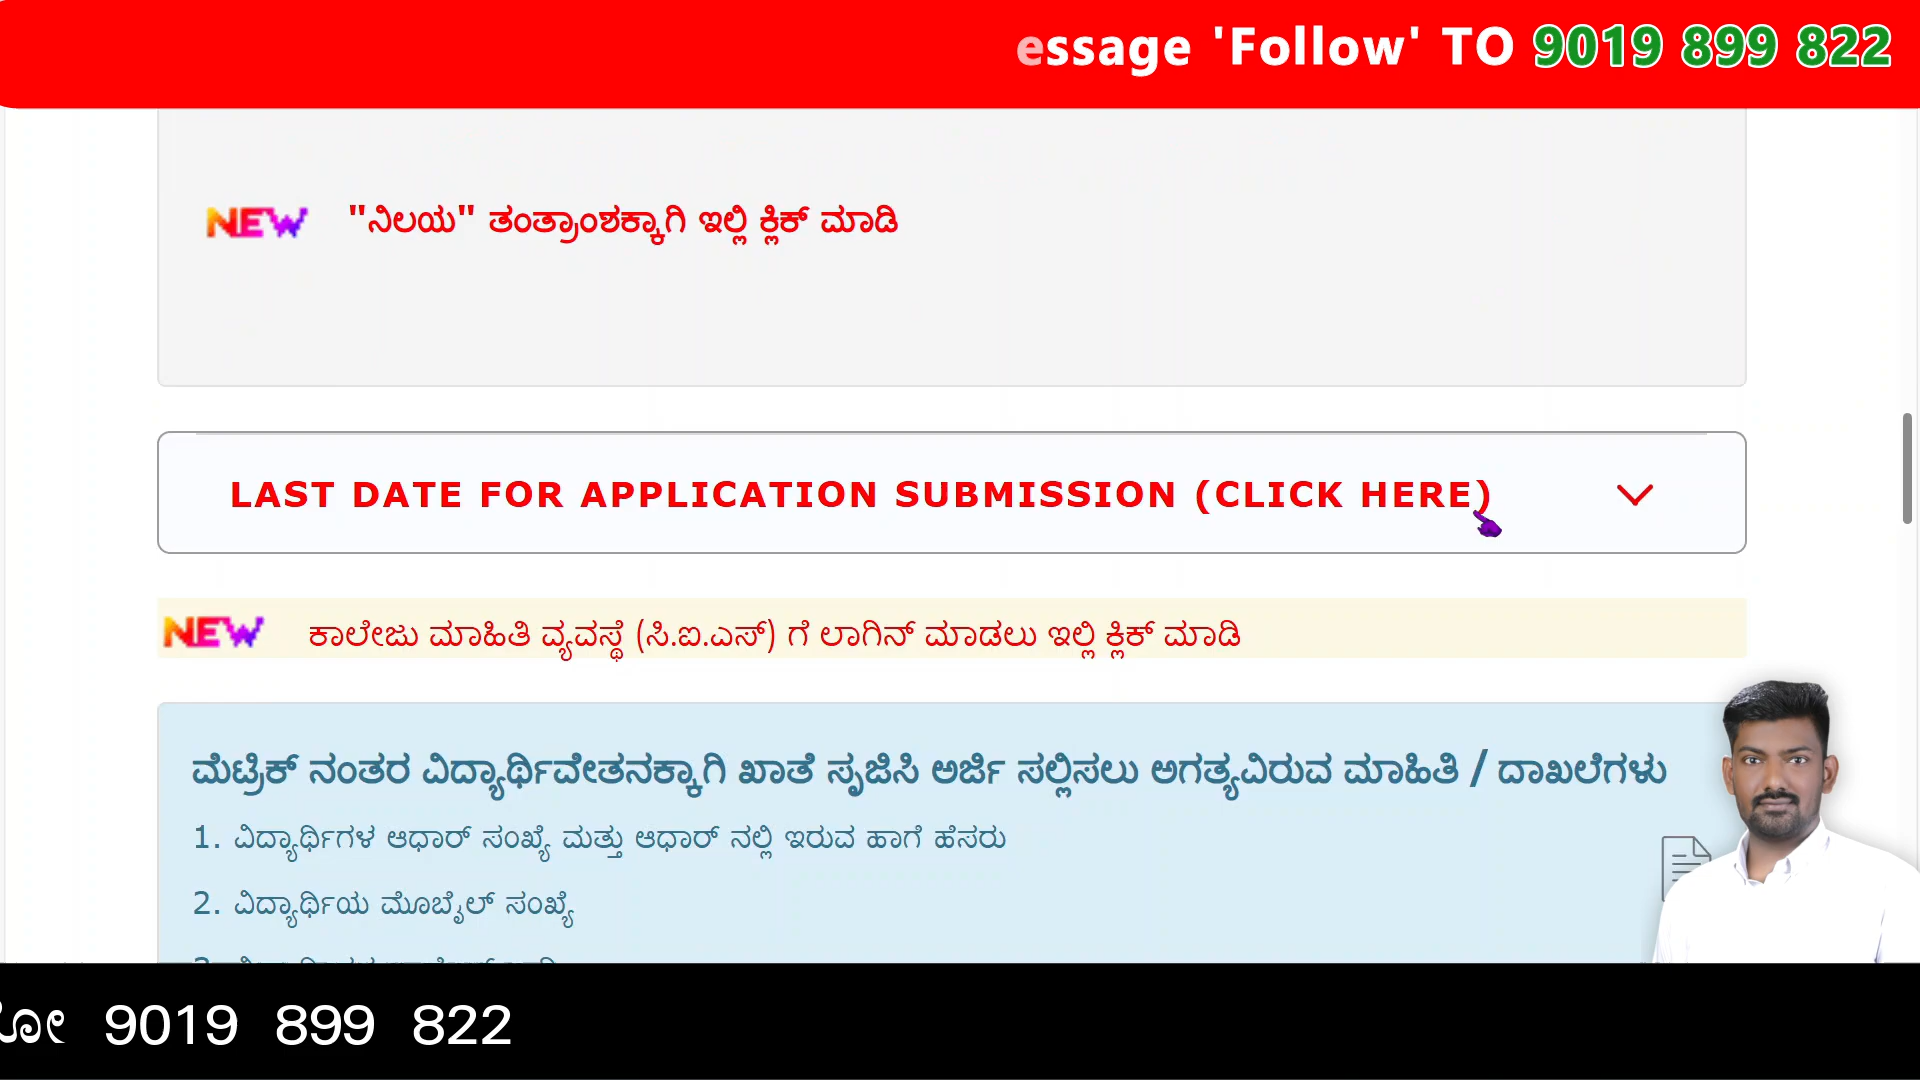 essage 'Follow' TO 9019 899 822
NEW "ನಿಲಯ" ತಂತ್ರಾಂಶಕ್ಕಾಗಿ ಇಲ್ಲಿ ಕ್ಲಿಕ್ ಮಾಡಿ
LAST DATE FOR APPLICATION SUBMISSION (CLICK HERE)
NEW ಕಾಲೇಜು ಮಾಹಿತಿ ವ್ಯವಸ್ಥೆ (ಸಿ.ಐ.ಎಸ್) ಗೆ ಲಾಗಿನ್ ಮಾಡಲು ಇಲ್ಲಿ ಕ್ಲಿಕ್ ಮಾಡಿ
ಮೆಟ್ರಿಕ್ ನಂತರ ವಿದ್ಯಾರ್ಥಿವೇತನಕ್ಕಾಗಿ ಖಾತೆ ಸೃಜಿಸಿ ಅರ್ಜಿ ಸಲ್ಲಿಸಲು ಅಗತ್ಯವಿರುವ ಮಾಹಿತಿ / ದಾಖಲೆಗಳು
1. ವಿದ್ಯಾರ್ಥಿಗಳ ಆಧಾರ್ ಸಂಖ್ಯೆ ಮತ್ತು ಆಧಾರ್ ನಲ್ಲಿ ಇರುವ ಹಾಗೆ ಹೆಸರು
2. ವಿದ್ಯಾರ್ಥಿಯ ಮೊಬೈಲ್ ಸಂಖ್ಯೆ
9019 899 822